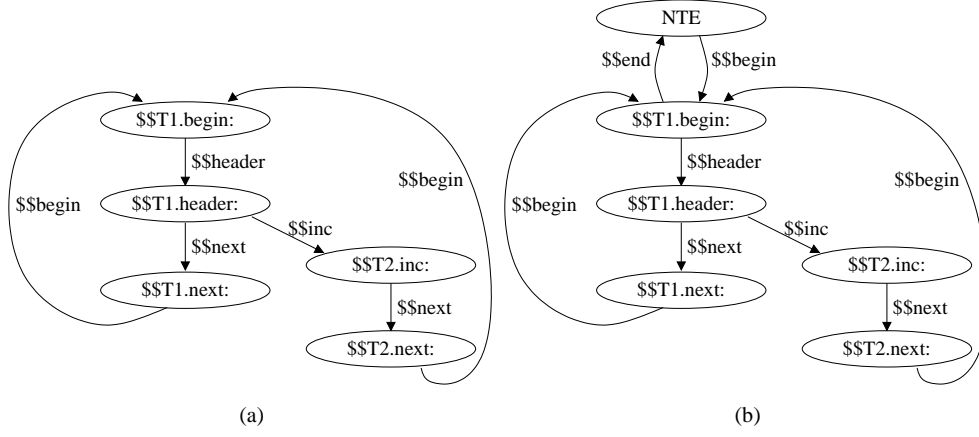 NTE
$$end
$$begin
$$T1.begin:
$$header
$$begin
$$begin
$$T1.header:
$$inc
$$next
$$T2.inc:
$$T1.next:
$$next
$$T2.next:
(a)
$$T1.begin:
$$header
$$begin
$$begin
$$T1.header:
$$inc
$$next
$$T2.inc:
$$T1.next:
$$next
$$T2.next:
(b)